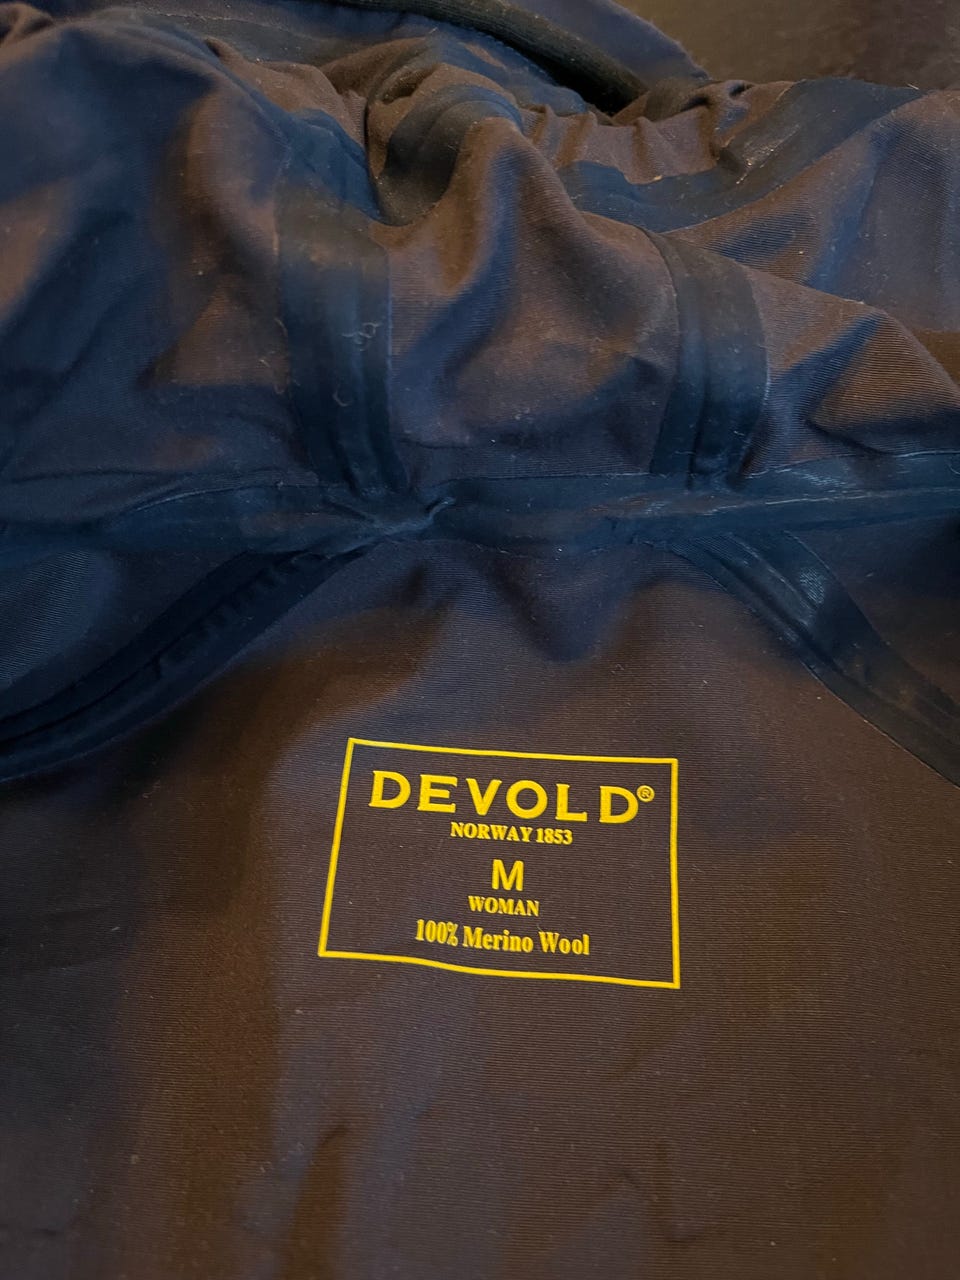 DEVOLD®
NORWAY 1853
M
WOMAN
100% Merino Wool